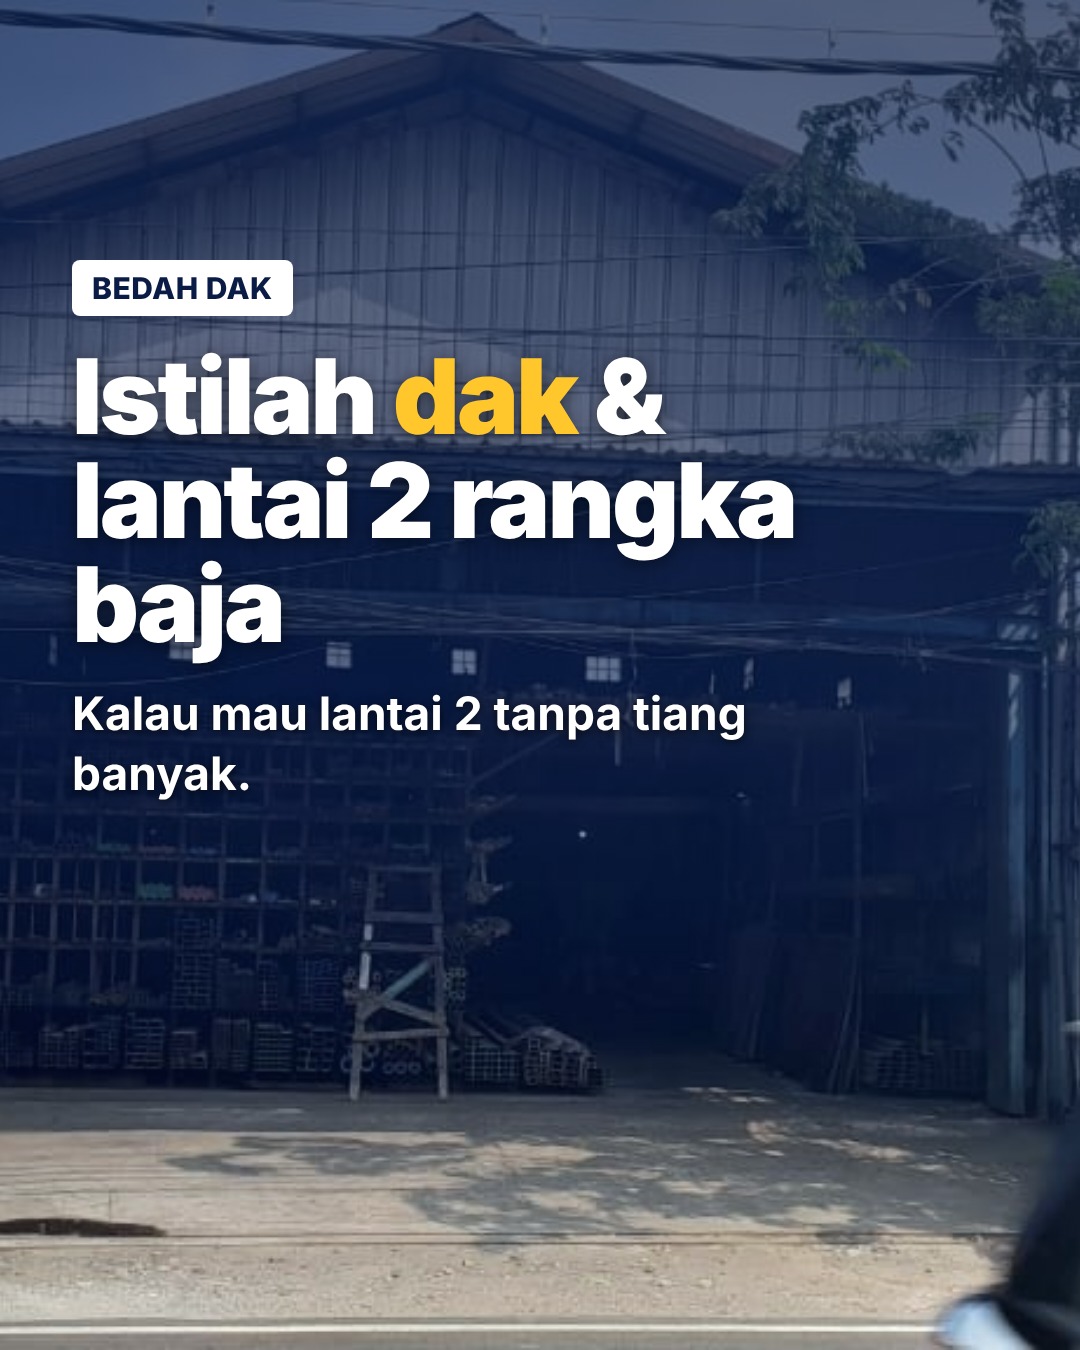 BEDAH DAK
Istilah dak &
lantai 2 rangka
baja
Kalau mau lantai 2 tanpa tiang
banyak.